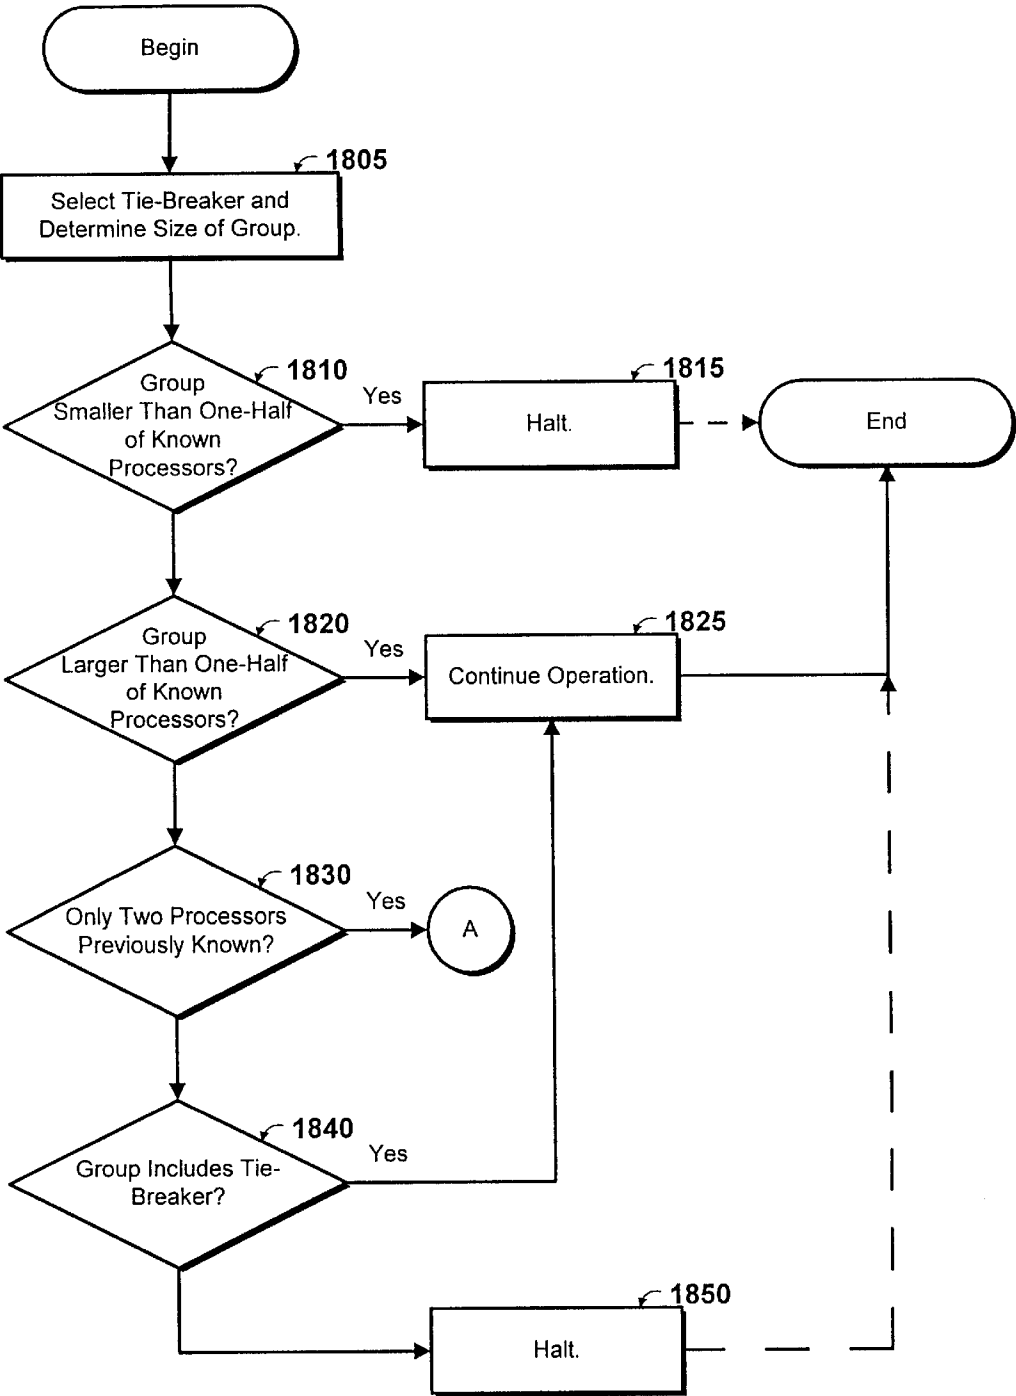 Begin
1805
Select Tie-Breaker and
Determine Size of Group.
1810
Group
Smaller Than One-Half
of Known
Processors?
Yes
1815
Halt.
End
1820
Group
Larger Than One-Half
of Known
Processors?
Yes
1825
Continue Operation.
1830
Only Two Processors
Previously Known?
Yes
A
1840
Group Includes Tie-
Breaker?
Yes
1850
Halt.